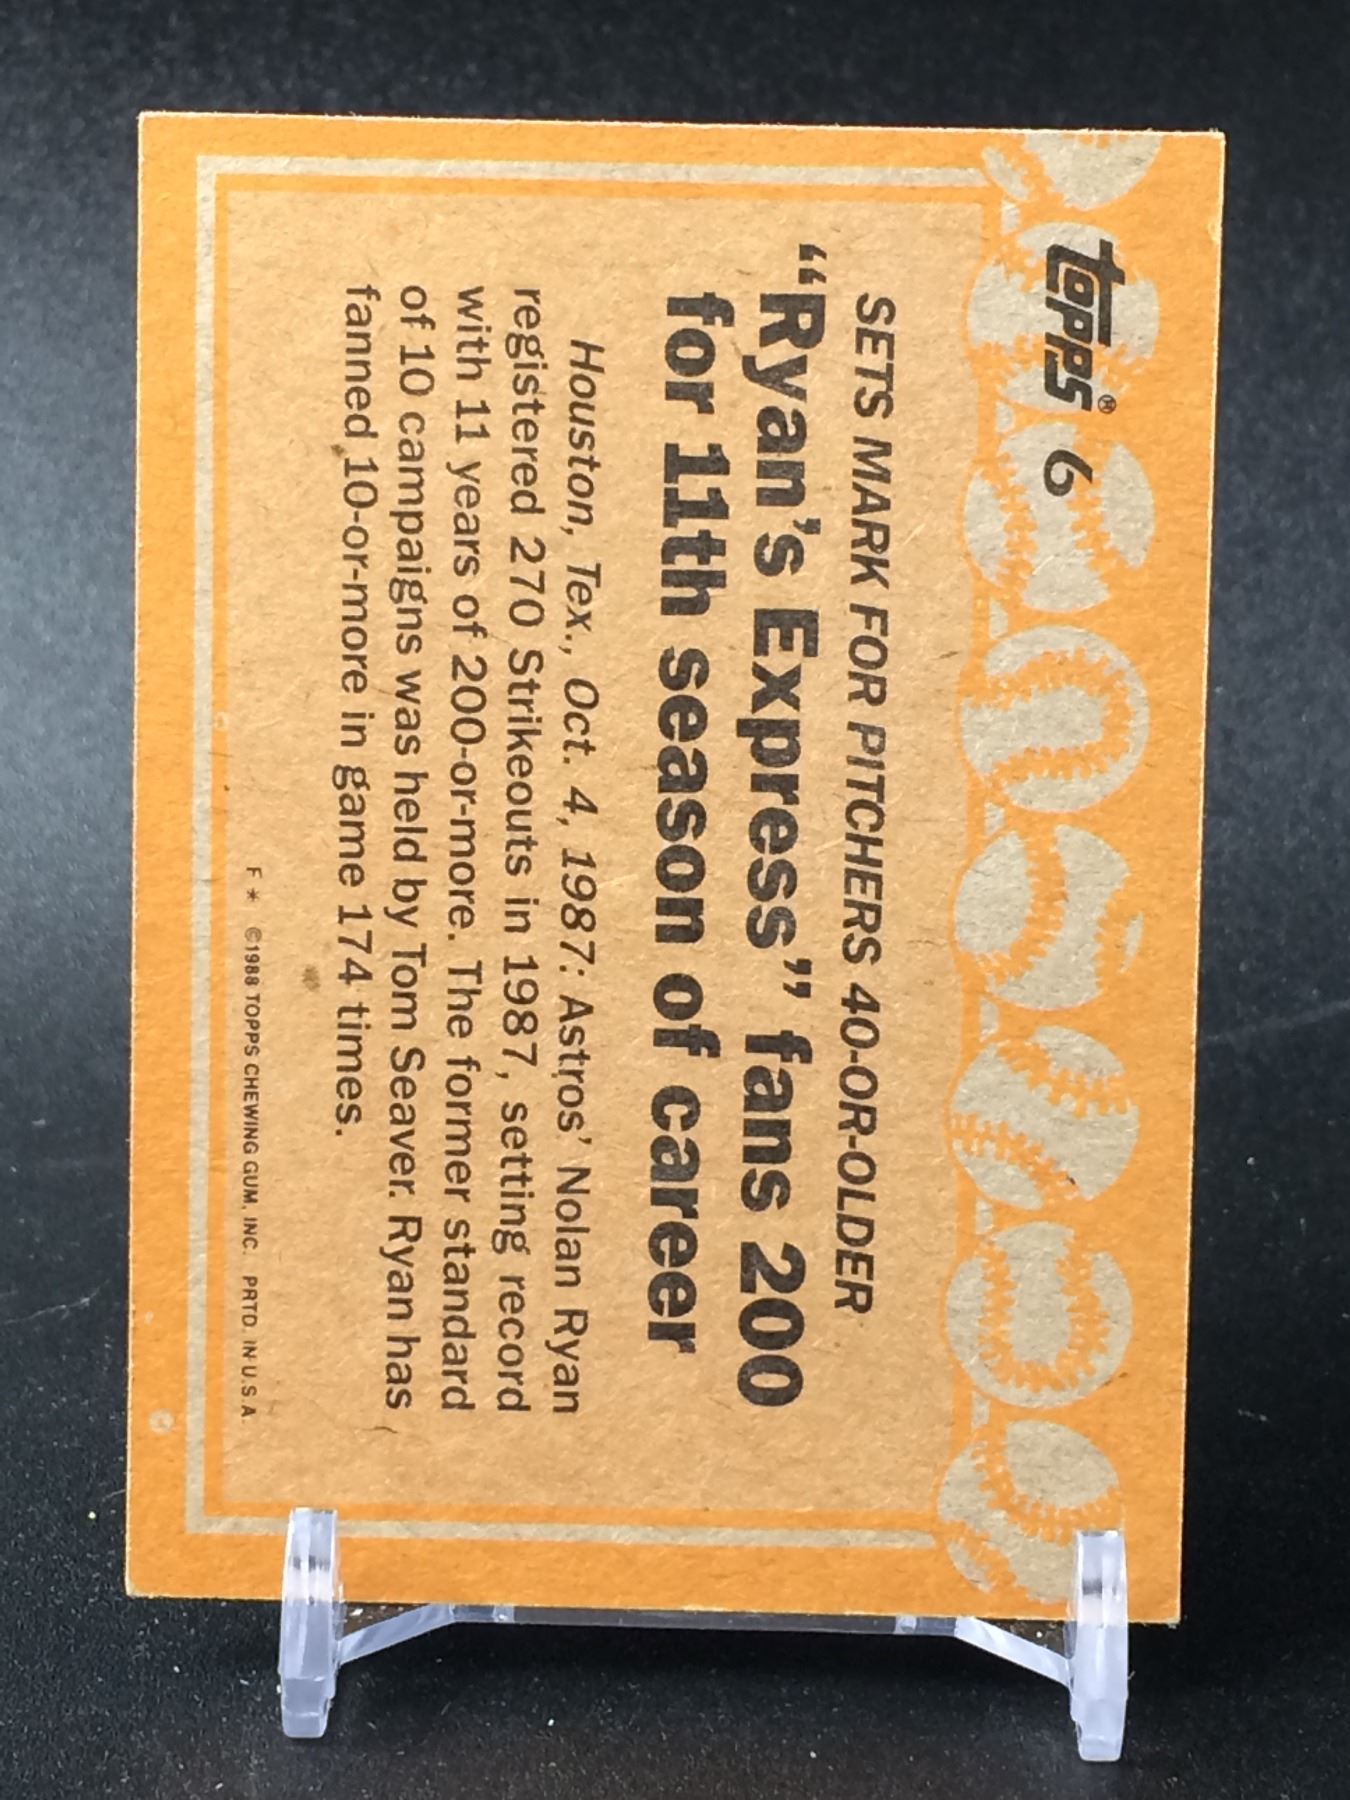 topps® 6
SETS MARK FOR PITCHERS 40-OR-OLDER
“Ryan’s Express” fans 200
for 11th season of career
Houston, Tex., Oct. 4, 1987: Astros’ Nolan Ryan
registered 270 Strikeouts in 1987, setting record
with 11 years of 200-or-more. The former standard
of 10 campaigns was held by Tom Seaver. Ryan has
fanned 10-or-more in game 174 times.
F * ©1988 TOPPS CHEWING GUM, INC. PRTD. IN U.S.A.